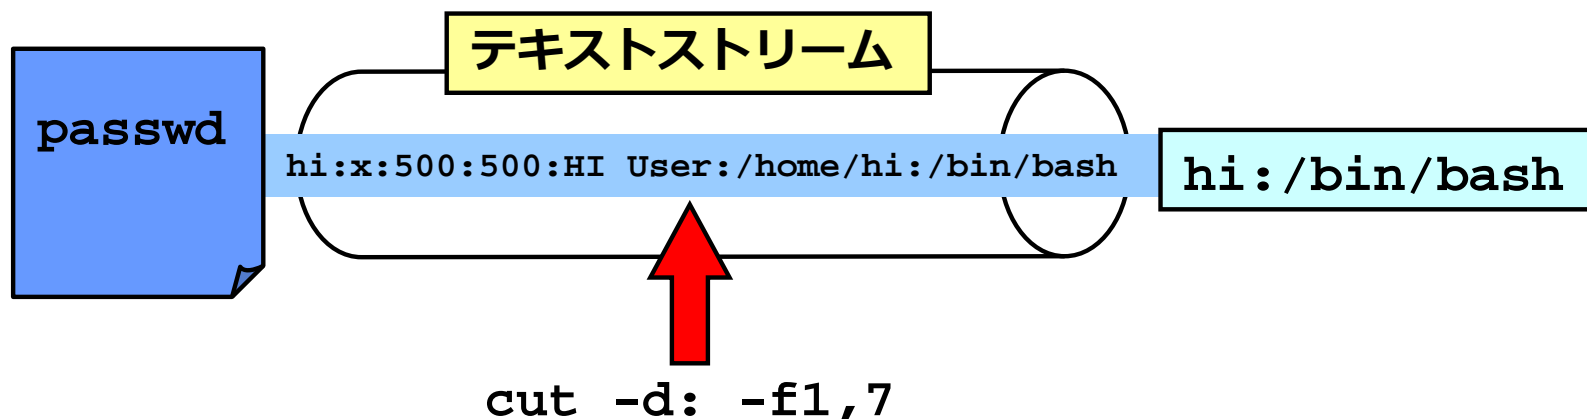 テキストストリーム
passwd
hi:x:500:500:HI User:/home/hi:/bin/bash
hi:/bin/bash
cut -d: -f1,7